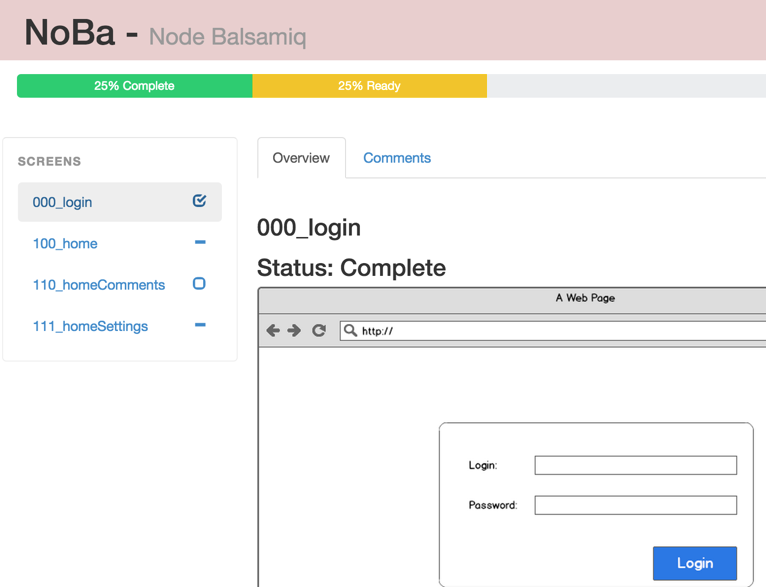 NoBa - Node Balsamiq
25% Complete 25% Ready
SCREENS
000_login
100_home
110_homeComments
111_homeSettings
Overview Comments
000_login
Status: Complete
A Web Page
http://
Login:
Password:
Login